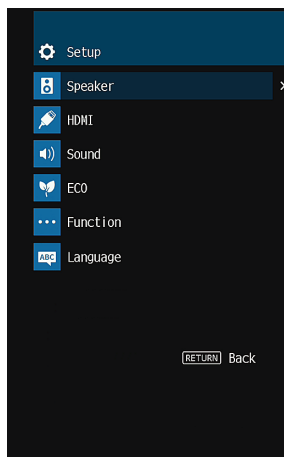 Setup
Speaker
HDMI
Sound
ECO
Function
ABC Language
RETURN Back